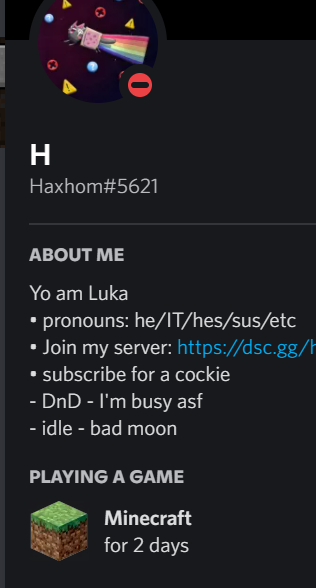 H
Haxhom#5621
ABOUT ME
Yo am Luka
• pronouns: he/IT/hes/sus/etc
• Join my server: https://dsc.gg/h
• subscribe for a cockie
- DnD - I'm busy asf
- idle - bad moon
PLAYING A GAME
Minecraft
for 2 days